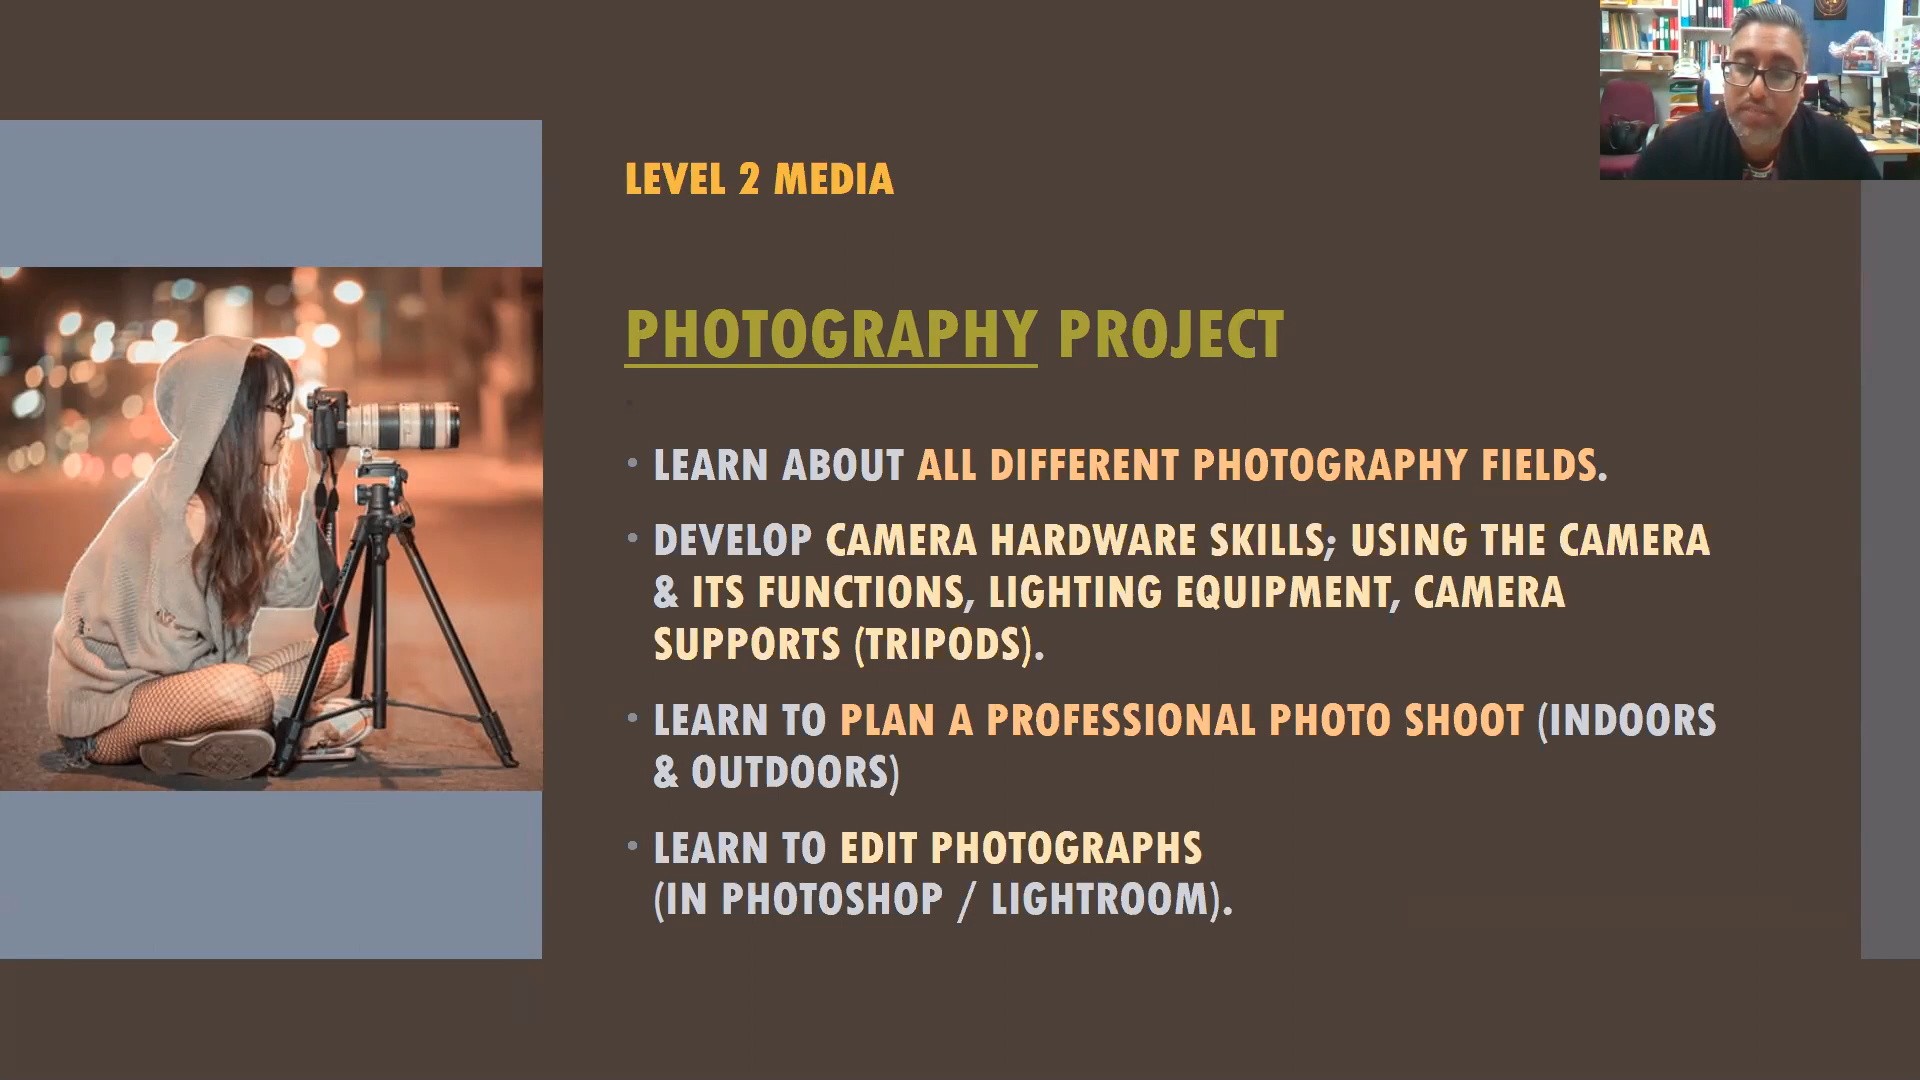 LEVEL 2 MEDIA
PHOTOGRAPHY PROJECT
• LEARN ABOUT ALL DIFFERENT PHOTOGRAPHY FIELDS.
• DEVELOP CAMERA HARDWARE SKILLS; USING THE CAMERA
& ITS FUNCTIONS, LIGHTING EQUIPMENT, CAMERA
SUPPORTS (TRIPODS).
• LEARN TO PLAN A PROFESSIONAL PHOTO SHOOT (INDOORS
& OUTDOORS)
• LEARN TO EDIT PHOTOGRAPHS
(IN PHOTOSHOP / LIGHTROOM).